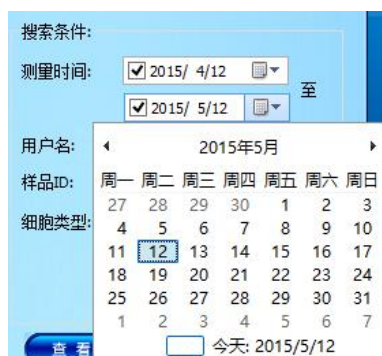 搜索条件:
测量时间: 2015/ 4/12
至
2015/ 5/12
用户名:
样品ID:
细胞类型:
2015年5月
周一 周二 周三 周四 周五 周六 周日
27 28 29 30 1 2 3
4 5 6 7 8 9 10
11 12 13 14 15 16 17
18 19 20 21 22 23 24
25 26 27 28 29 30 31
1 2 3 4 5 6 7
今天: 2015/5/12
查 看